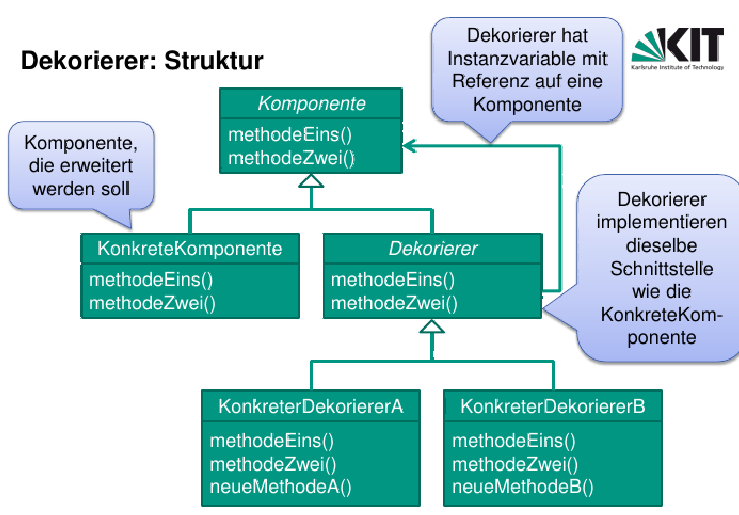 Dekorierer: Struktur
Dekorierer hat
Instanzvariable mit
Referenz auf eine
Komponente
KIT
Karlsruhe Institute of Technology
Komponente
methodeEins()
methodeZwei()
Komponente,
die erweitert
werden soll
Dekorierer
implementieren
dieselbe
Schnittstelle
wie die
KonkreteKom-
ponente
KonkreteKomponente
methodeEins()
methodeZwei()
Dekorierer
methodeEins()
methodeZwei()
KonkreterDekoriererA
methodeEins()
methodeZwei()
neueMethodeA()
KonkreterDekoriererB
methodeEins()
methodeZwei()
neueMethodeB()